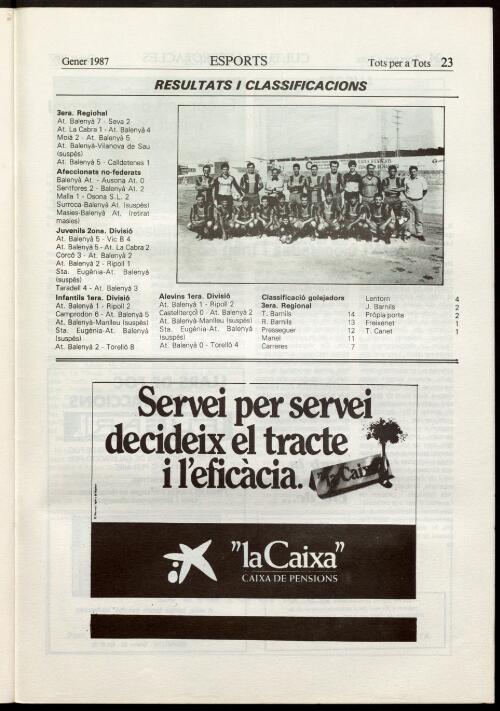 Gener 1987 ESPORTS Tots per a Tots 23
RESULTATS I CLASSIFICACIONS
3era. Regional
At. Balenyà 7 - Seva 2
At. La Cabra 1 - At. Balenyà 4
Moià 2 - At. Balenyà 5
At. Balenyà-Vilanova de Sau
(suspès)
At. Balenyà 5 - Calldetenes 1
Afeccionats no-federats
Balenyà At. - Ausona At. 0
Sentfores 2 - Balenyà At. 2
Malla 1 - Osona S.L. 2
Surroca-Balenyà At. (suspès)
Masies-Balenyà At. (retirat
masies)
Juvenils 2ona. Divisió
At. Balenyà 5 - Vic B 4
At. Balenyà 5 - At. La Cabra 2
Corcó 3 - At. Balenyà 2
At. Balenyà 2 - Ripoll 1
Sta. Eugènia-At. Balenyà
(suspès)
Taradell 4 - At. Balenyà 3
Infantils 1era. Divisió
At. Balenyà 1 - Ripoll 2
Camprodon 6 - At. Balenyà 5
At. Balenyà-Manlleu (suspès)
Sta. Eugènia-At. Balenyà
(suspès)
At. Balenyà 2 - Torelló 8
Alevins 1era. Divisió
At. Balenyà 1 - Ripoll 2
Castellterçol 0 - At. Balenyà 2
At. Balenyà-Manlleu (suspès)
Sta. Eugènia-At. Balenyà
(suspès)
At. Balenyà 0 - Torelló 4
Classificació golejadors
3era. Regional
T. Barnils 14
R. Barnils 13
Presseguer 12
Manel 11
Carreres 7
Lentorn 4
J. Barnils 2
Pròpia porta 2
Freixenet 1
T. Canet 1
Servei per servei
decideix el tracte
i l'eficàcia.
"la Caixa"
"la Caixa"
CAIXA DE PENSIONS